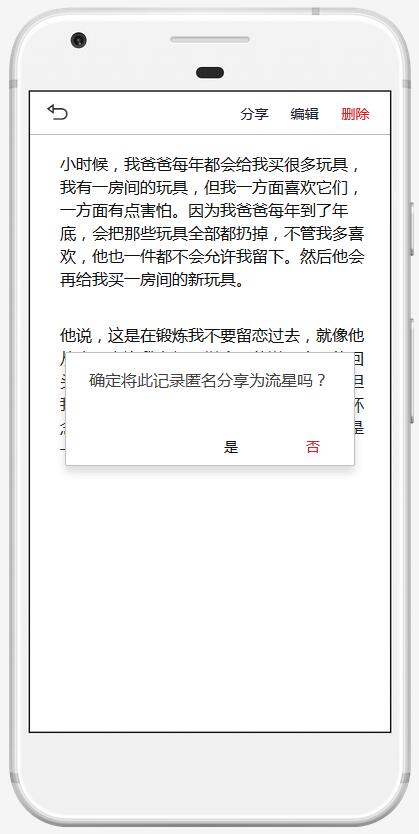 分享 编辑 删除
小时候，我爸爸每年都会给我买很多玩具，
我有一房间的玩具，但我一方面喜欢它们，
一方面有点害怕。因为我爸爸每年到了年
底，会把那些玩具全部都扔掉，不管我多喜
欢，他也一件都不会允许我留下。然后他会
再给我买一房间的新玩具。
他说，这是在锻炼我不要留恋过去，就像他
回
但
怀
是
确定将此记录匿名分享为流星吗？
是 否